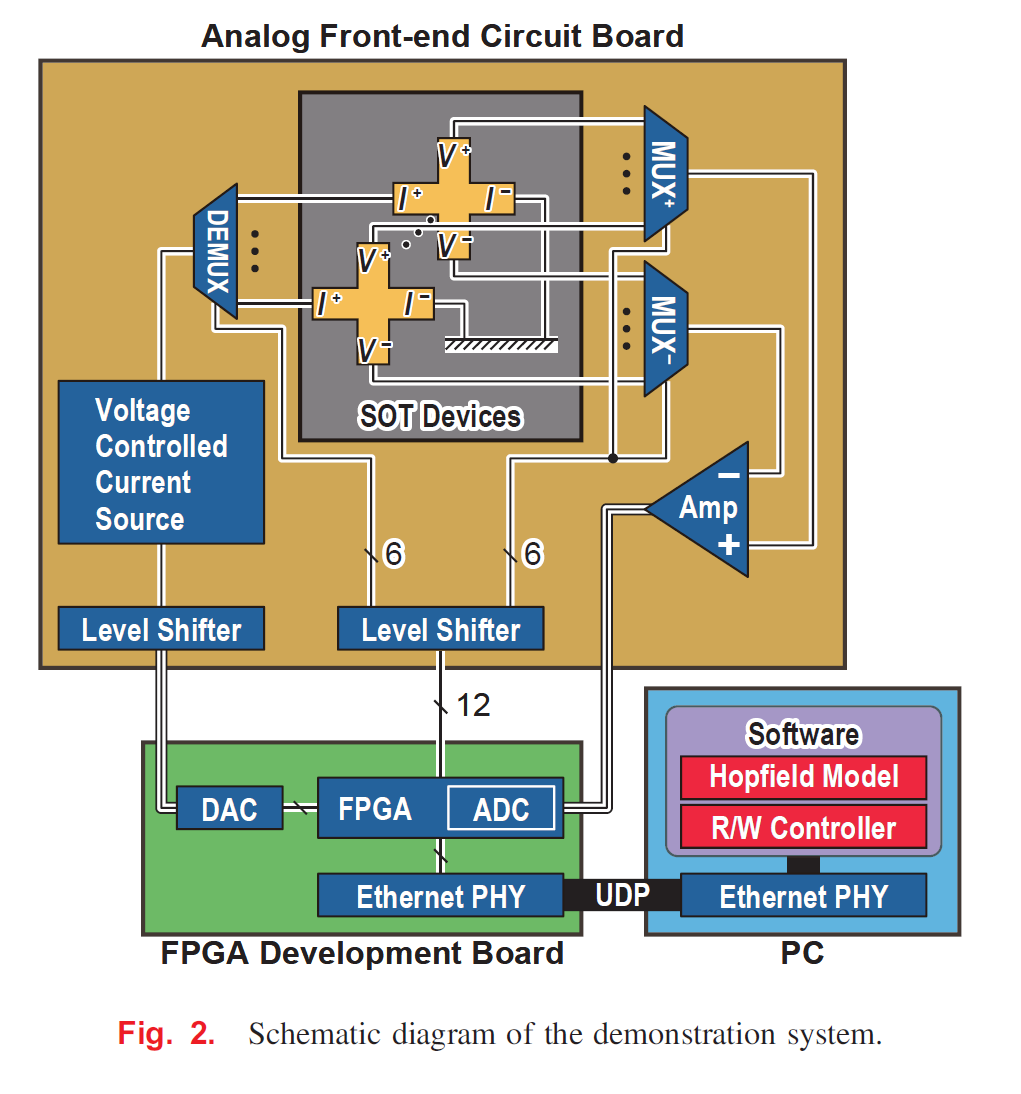 Analog Front-end Circuit Board
V+
I+
I-
V-
V+
I+
I-
V-
SOT Devices
DEMUX
MUX+
MUX-
Voltage
Controlled
Current
Source
Amp
-
+
6
6
Level Shifter
Level Shifter
12
DAC
FPGA
ADC
Ethernet PHY
UDP
FPGA Development Board
Software
Hopfield Model
R/W Controller
Ethernet PHY
PC
Fig. 2. Schematic diagram of the demonstration system.